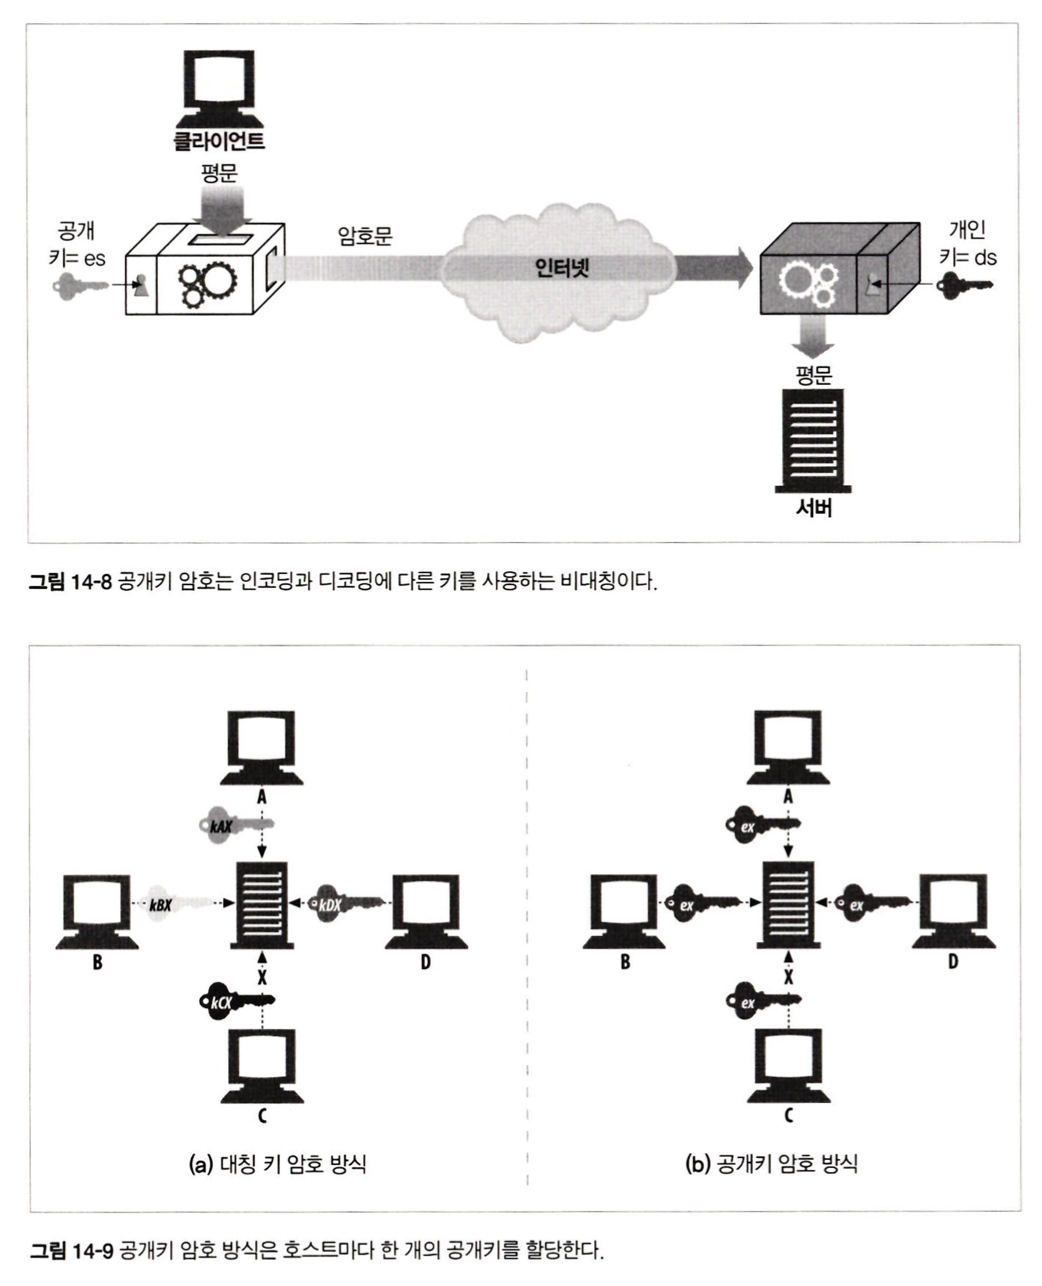 클라이언트
평문
공개
키= es
암호문
인터넷
개인
키= ds
평문
서버
그림 14-8 공개키 암호는 인코딩과 디코딩에 다른 키를 사용하는 비대칭이다.
A
kAX
B
kBX
kDX
D
X
kCX
C
(a) 대칭 키 암호 방식
A
ex
B
ex
ex
D
X
ex
C
(b) 공개키 암호 방식
그림 14-9 공개키 암호 방식은 호스트마다 한 개의 공개키를 할당한다.